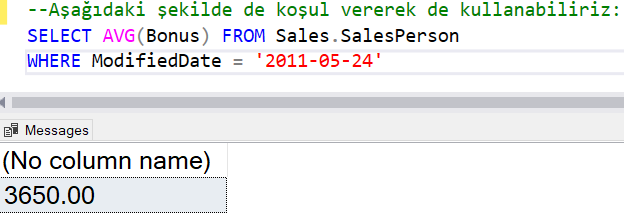 --Aşağıdaki şekilde de koşul vererek de kullanabiliriz:
SELECT AVG(Bonus) FROM Sales.SalesPerson
WHERE ModifiedDate = '2011-05-24'
Messages
(No column name)
3650.00